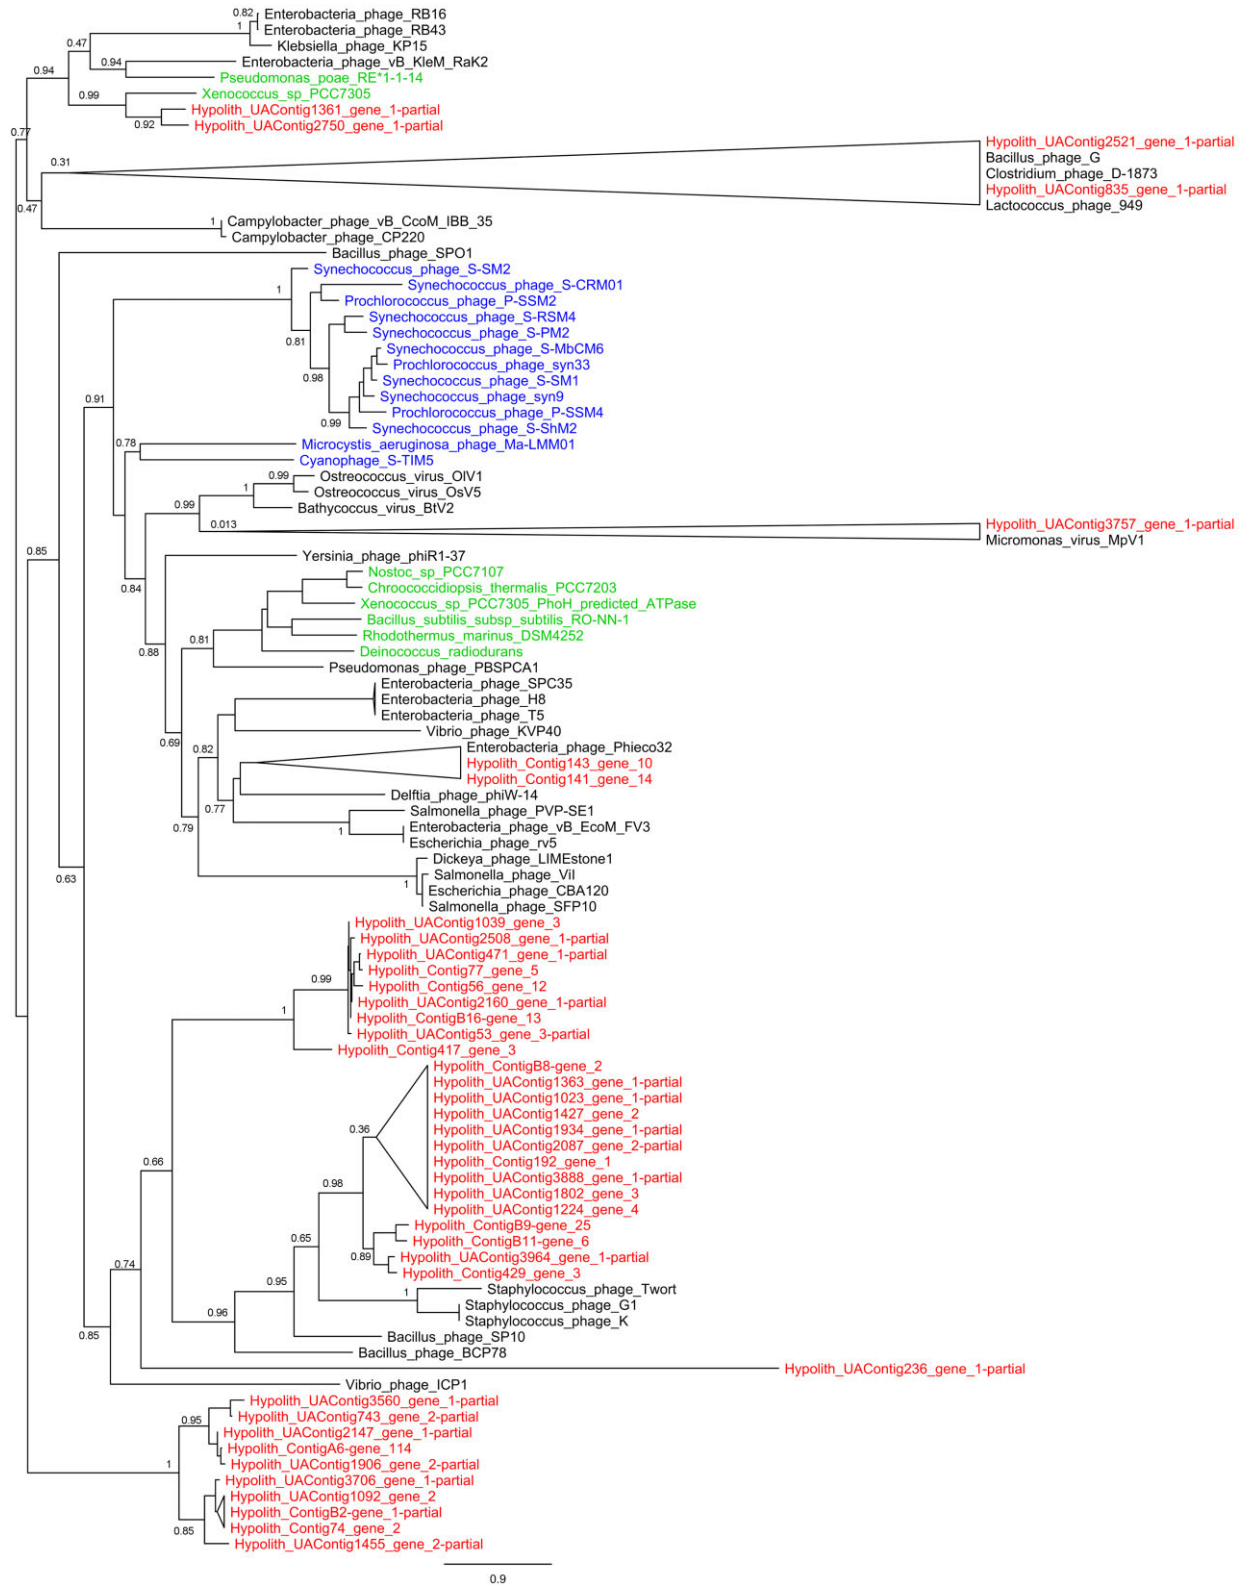 0.82
Enterobacteria_phage_RB16
1
Enterobacteria_phage_RB43
0.47
Klebsiella_phage_KP15
0.94
Enterobacteria_phage_vB_KleM_RaK2
0.94
Pseudomonas_poae_RE*1-1-14
0.99
Xenococcus_sp_PCC7305
Hypolith_UAContig1361_gene_1-partial
0.92
Hypolith_UAContig2750_gene_1-partial
0.77
Hypolith_UAContig2521_gene_1-partial
0.31
Bacillus_phage_G
Clostridium_phage_D-1873
Hypolith_UAContig835_gene_1-partial
0.47
Lactococcus_phage_949
1
Campylobacter_phage_vB_CcoM_IBB_35
Campylobacter_phage_CP220
Bacillus_phage_SPO1
Synechococcus_phage_S-SM2
1
Synechococcus_phage_S-CRM01
Prochlorococcus_phage_P-SSM2
Synechococcus_phage_S-RSM4
0.81
Synechococcus_phage_S-PM2
Synechococcus_phage_S-MbCM6
Prochlorococcus_phage_syn33
0.98
Synechococcus_phage_S-SM1
0.91
Synechococcus_phage_syn9
Prochlorococcus_phage_P-SSM4
0.99
Synechococcus_phage_S-ShM2
0.78
Microcystis_aeruginosa_phage_Ma-LMM01
Cyanophage_S-TIM5
0.99
Ostreococcus_virus_OlV1
1
Ostreococcus_virus_OsV5
0.99
Bathycoccus_virus_BtV2
0.013
Hypolith_UAContig3757_gene_1-partial
Micromonas_virus_MpV1
0.85
Yersinia_phage_phiR1-37
Nostoc_sp_PCC7107
0.84
Chroococcidiopsis_thermalis_PCC7203
Xenococcus_sp_PCC7305_PhoH_predicted_ATPase
Bacillus_subtilis_subsp_subtilis_RO-NN-1
0.81
Rhodothermus_marinus_DSM4252
0.88
Deinococcus_radiodurans
Pseudomonas_phage_PBSPCA1
Enterobacteria_phage_SPC35
Enterobacteria_phage_H8
Enterobacteria_phage_T5
Vibrio_phage_KVP40
0.69
0.82
Enterobacteria_phage_Phieco32
Hypolith_Contig143_gene_10
Hypolith_Contig141_gene_14
Delftia_phage_phiW-14
0.77
Salmonella_phage_PVP-SE1
0.79
1
Enterobacteria_phage_vB_EcoM_FV3
Escherichia_phage_rv5
Dickeya_phage_LIMEstone1
0.63
1
Salmonella_phage_ViI
Escherichia_phage_CBA120
Salmonella_phage_SFP10
Hypolith_UAContig1039_gene_3
Hypolith_UAContig2508_gene_1-partial
Hypolith_UAContig471_gene_1-partial
0.99
Hypolith_Contig77_gene_5
Hypolith_Contig56_gene_12
1
Hypolith_UAContig2160_gene_1-partial
Hypolith_ContigB16-gene_13
Hypolith_UAContig53_gene_3-partial
Hypolith_Contig417_gene_3
Hypolith_ContigB8-gene_2
Hypolith_UAContig1363_gene_1-partial
Hypolith_UAContig1023_gene_1-partial
Hypolith_UAContig1427_gene_2
0.36
Hypolith_UAContig1934_gene_1-partial
Hypolith_UAContig2087_gene_2-partial
0.66
Hypolith_Contig192_gene_1
Hypolith_UAContig3888_gene_1-partial
0.98
Hypolith_UAContig1802_gene_3
Hypolith_UAContig1224_gene_4
Hypolith_ContigB9-gene_25
0.65
Hypolith_ContigB11-gene_6
0.89
Hypolith_UAContig3964_gene_1-partial
0.74
Hypolith_Contig429_gene_3
0.95
1
Staphylococcus_phage_Twort
Staphylococcus_phage_G1
0.96
Staphylococcus_phage_K
0.85
Bacillus_phage_SP10
Bacillus_phage_BCP78
Hypolith_UAContig236_gene_1-partial
Vibrio_phage_ICP1
Hypolith_UAContig3560_gene_1-partial
0.95
Hypolith_UAContig743_gene_2-partial
Hypolith_UAContig2147_gene_1-partial
Hypolith_ContigA6-gene_114
1
Hypolith_UAContig1906_gene_2-partial
Hypolith_UAContig3706_gene_1-partial
Hypolith_UAContig1092_gene_2
Hypolith_ContigB2-gene_1-partial
0.85
Hypolith_Contig74_gene_2
Hypolith_UAContig1455_gene_2-partial
0.9